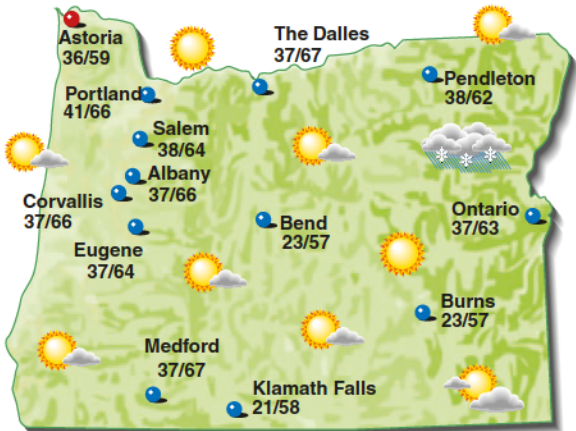 Astoria
36/59
The Dalles
37/67
Portland
41/66
Pendleton
38/62
Salem
38/64
Albany
37/66
Corvallis
37/66
Ontario
37/63
Bend
23/57
Eugene
37/64
Burns
23/57
Medford
37/67
Klamath Falls
21/58